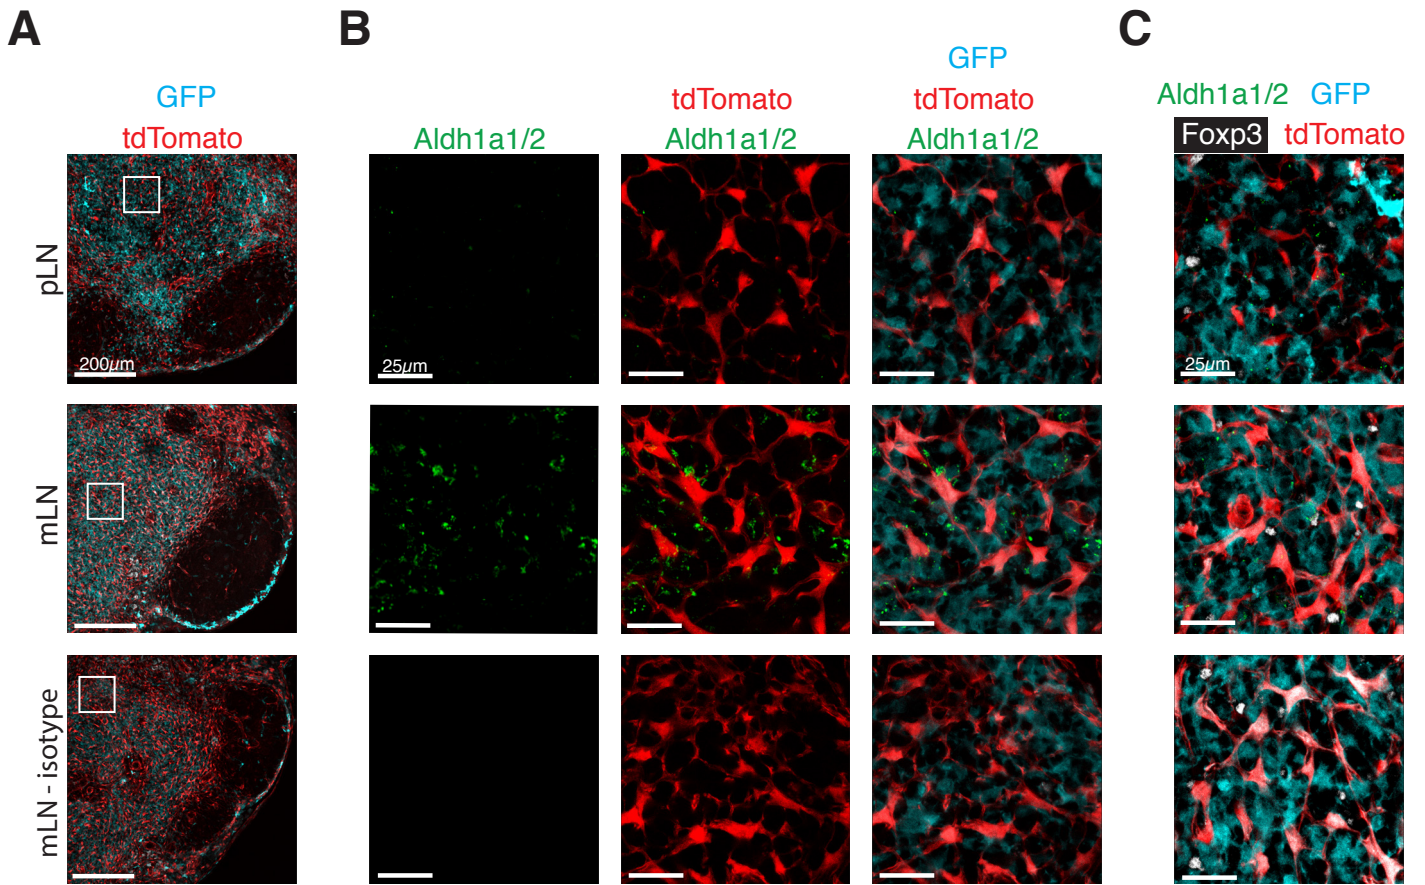 A
B
C
GFP
tdTomato
Aldh1a1/2
tdTomato
Aldh1a1/2
GFP
tdTomato
Aldh1a1/2
Aldh1a1/2 GFP
Foxp3 tdTomato
pLN
200µm
25µm
25µm
mLN
mLN - isotype